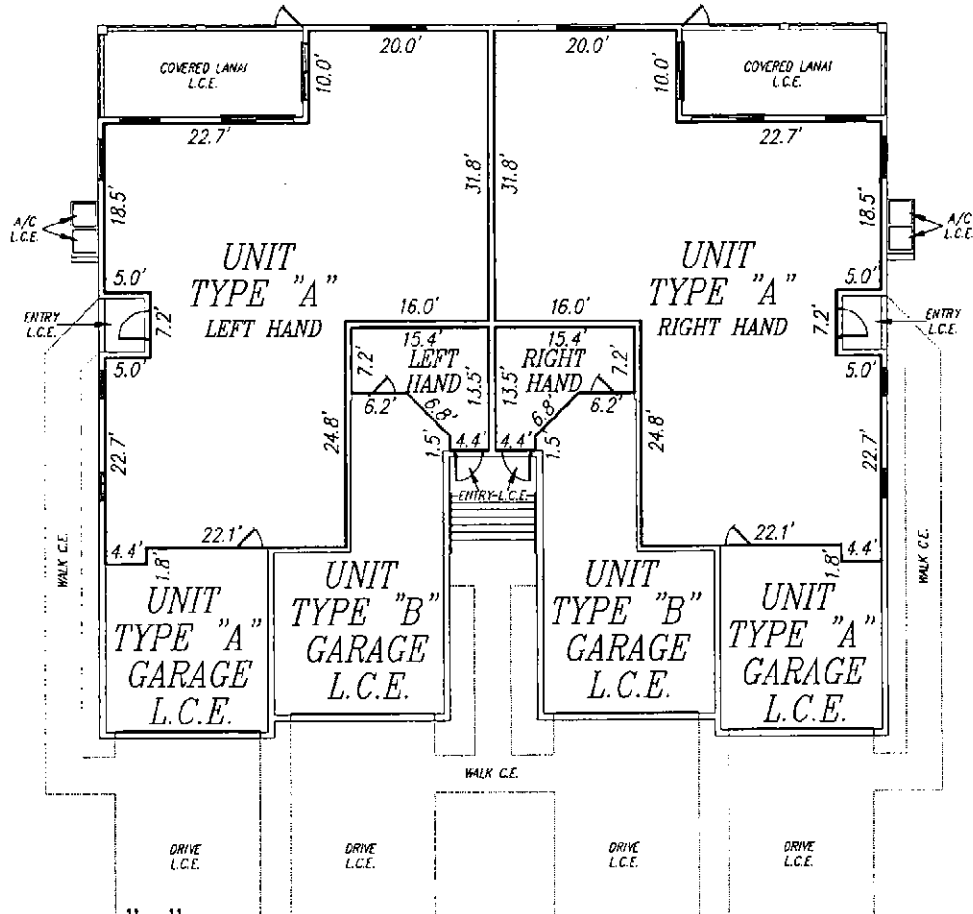 20.0'
20.0'
COVERED LANAI
L.C.E.
10.0'
10.0'
COVERED LANAI
L.C.E.
22.7'
22.7'
31.8'
31.8'
18.5'
18.5'
A/C
L.C.E.
A/C
L.C.E.
UNIT
TYPE "A"
LEFT HAND
UNIT
TYPE "A"
RIGHT HAND
5.0'
5.0'
ENTRY
L.C.E.
7.2'
7.2'
ENTRY
L.C.E.
16.0'
16.0'
15.4'
15.4'
LEFT
HAND
RIGHT
HAND
7.2'
7.2'
13.5'
13.5'
5.0'
5.0'
6.2'
6.8'
6.8'
6.2'
24.8'
24.8'
1.5'
4.4'
4.4'
1.5'
22.7'
22.7'
ENTRY-L.C.E.
WALK C.E.
WALK C.E.
22.1'
22.1'
4.4'
4.4'
1.8'
1.8'
UNIT
TYPE "A"
GARAGE
L.C.E.
UNIT
TYPE "B"
GARAGE
L.C.E.
UNIT
TYPE "B"
GARAGE
L.C.E.
UNIT
TYPE "A"
GARAGE
L.C.E.
WALK C.E.
DRIVE
L.C.E.
DRIVE
L.C.E.
DRIVE
L.C.E.
DRIVE
L.C.E.